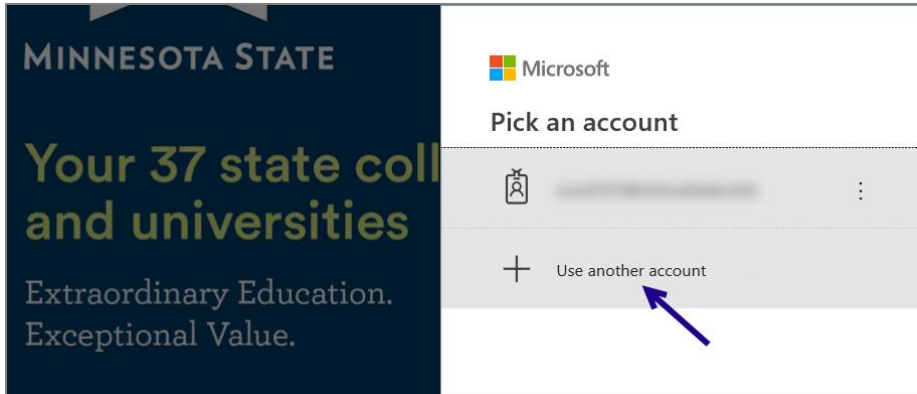 MINNESOTA STATE
Your 37 state coll
and universities
Extraordinary Education.
Exceptional Value.
Microsoft
Pick an account
Use another account